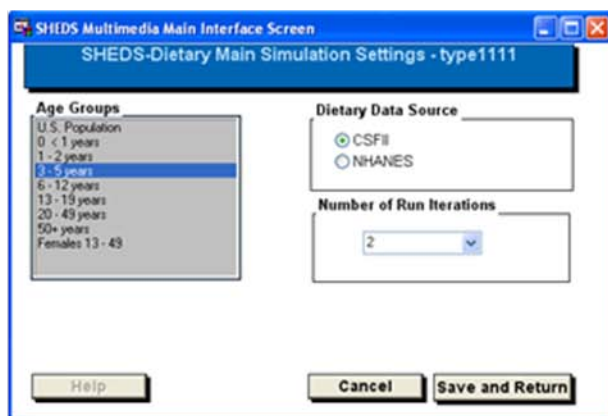 SHEDS Multimedia Main Interface Screen
SHEDS-Dietary Main Simulation Settings - type1111
Age Groups
U.S. Population
0 < 1 years
1 - 2 years
3 - 5 years
6 - 12 years
13 - 19 years
20 - 49 years
50+ years
Females 13 - 49
Dietary Data Source
CSFII
NHANES
Number of Run Iterations
2
Help
Cancel
Save and Return